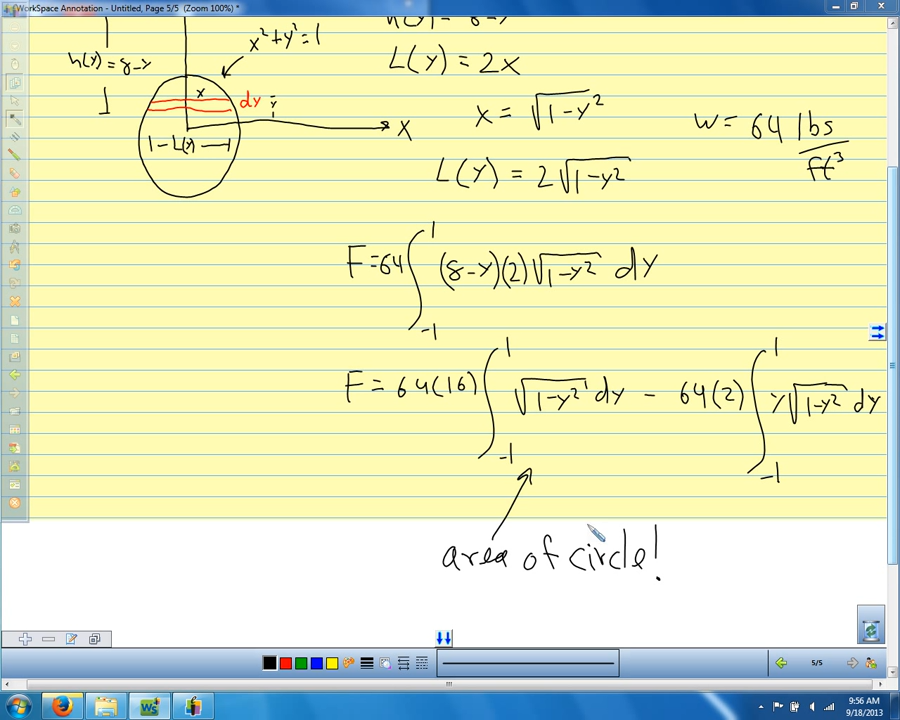 WorkSpace Annotation - Untitled, Page 5/5 (Zoom 100%) *
x²+y²=1
h(y)=8-y
L(y) = 2x
x
dy
x
x = √1-y²
w = 64 lbs/ft³
|-L(y)-|
L(y) = 2√1-y²
F=64∫₋₁¹ (8-y)(2)√1-y² dy
F = 64(16)∫₋₁¹ √1-y² dy - 64(2)∫₋₁¹ y√1-y² dy
area of circle!
5/5
9:56 AM
9/18/2013